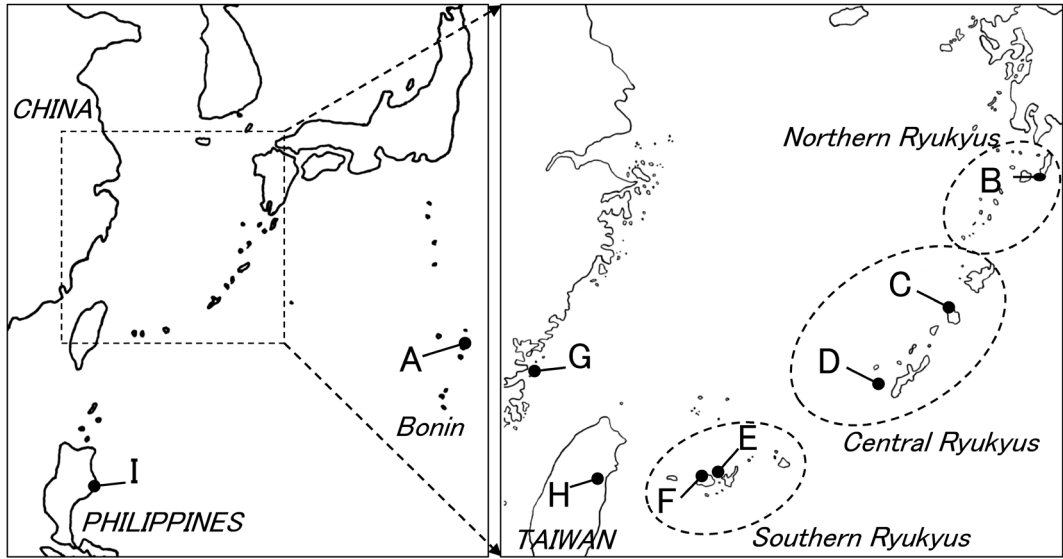 CHINA
A
Bonin
I
PHILIPPINES
Northern Ryukyus
B
C
G
D
Central Ryukyus
E
H
F
TAIWAN
Southern Ryukyus